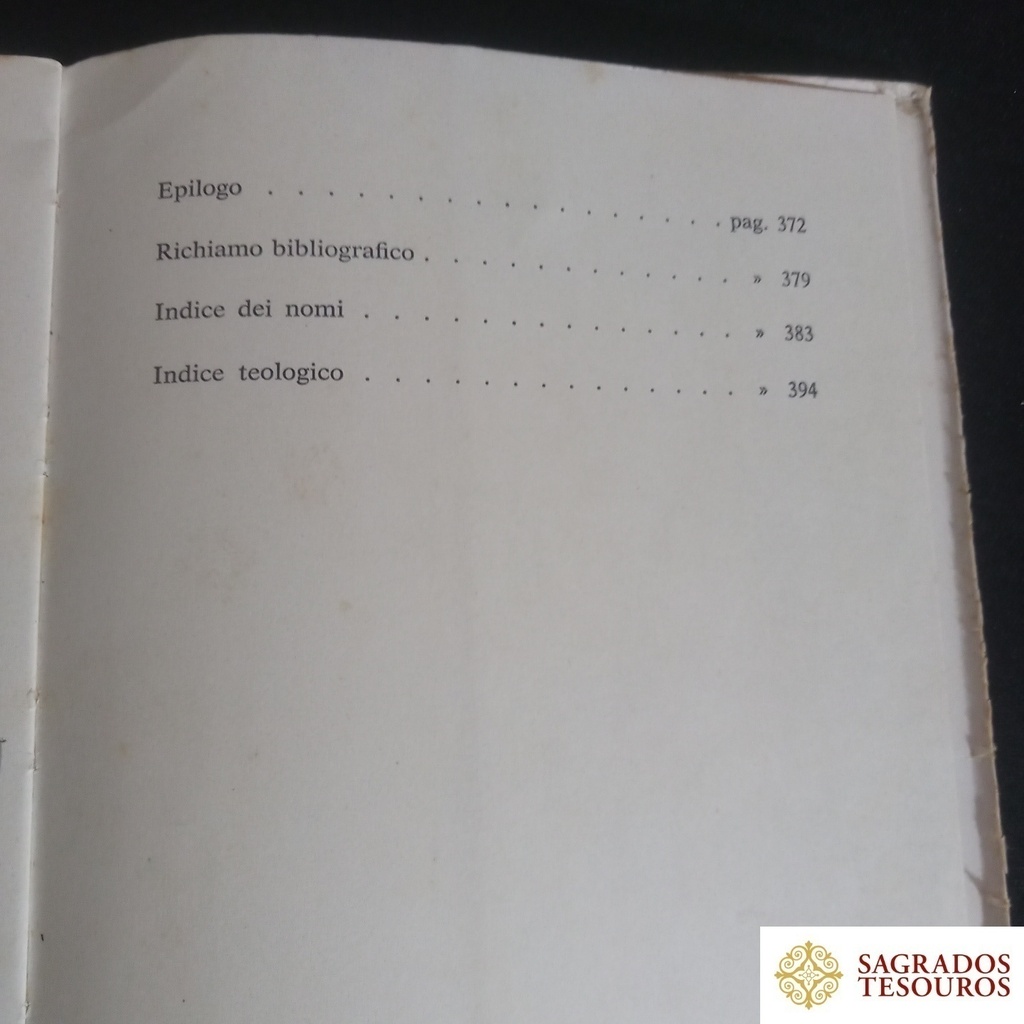 Epilogo . . . . . . . . . . . . . . . . pag. 372
Richiamo bibliografico . . . . . . . . . . . » 379
Indice dei nomi . . . . . . . . . . . . . » 383
Indice teologico . . . . . . . . . . . . . » 394
SAGRADOS
TESOUROS